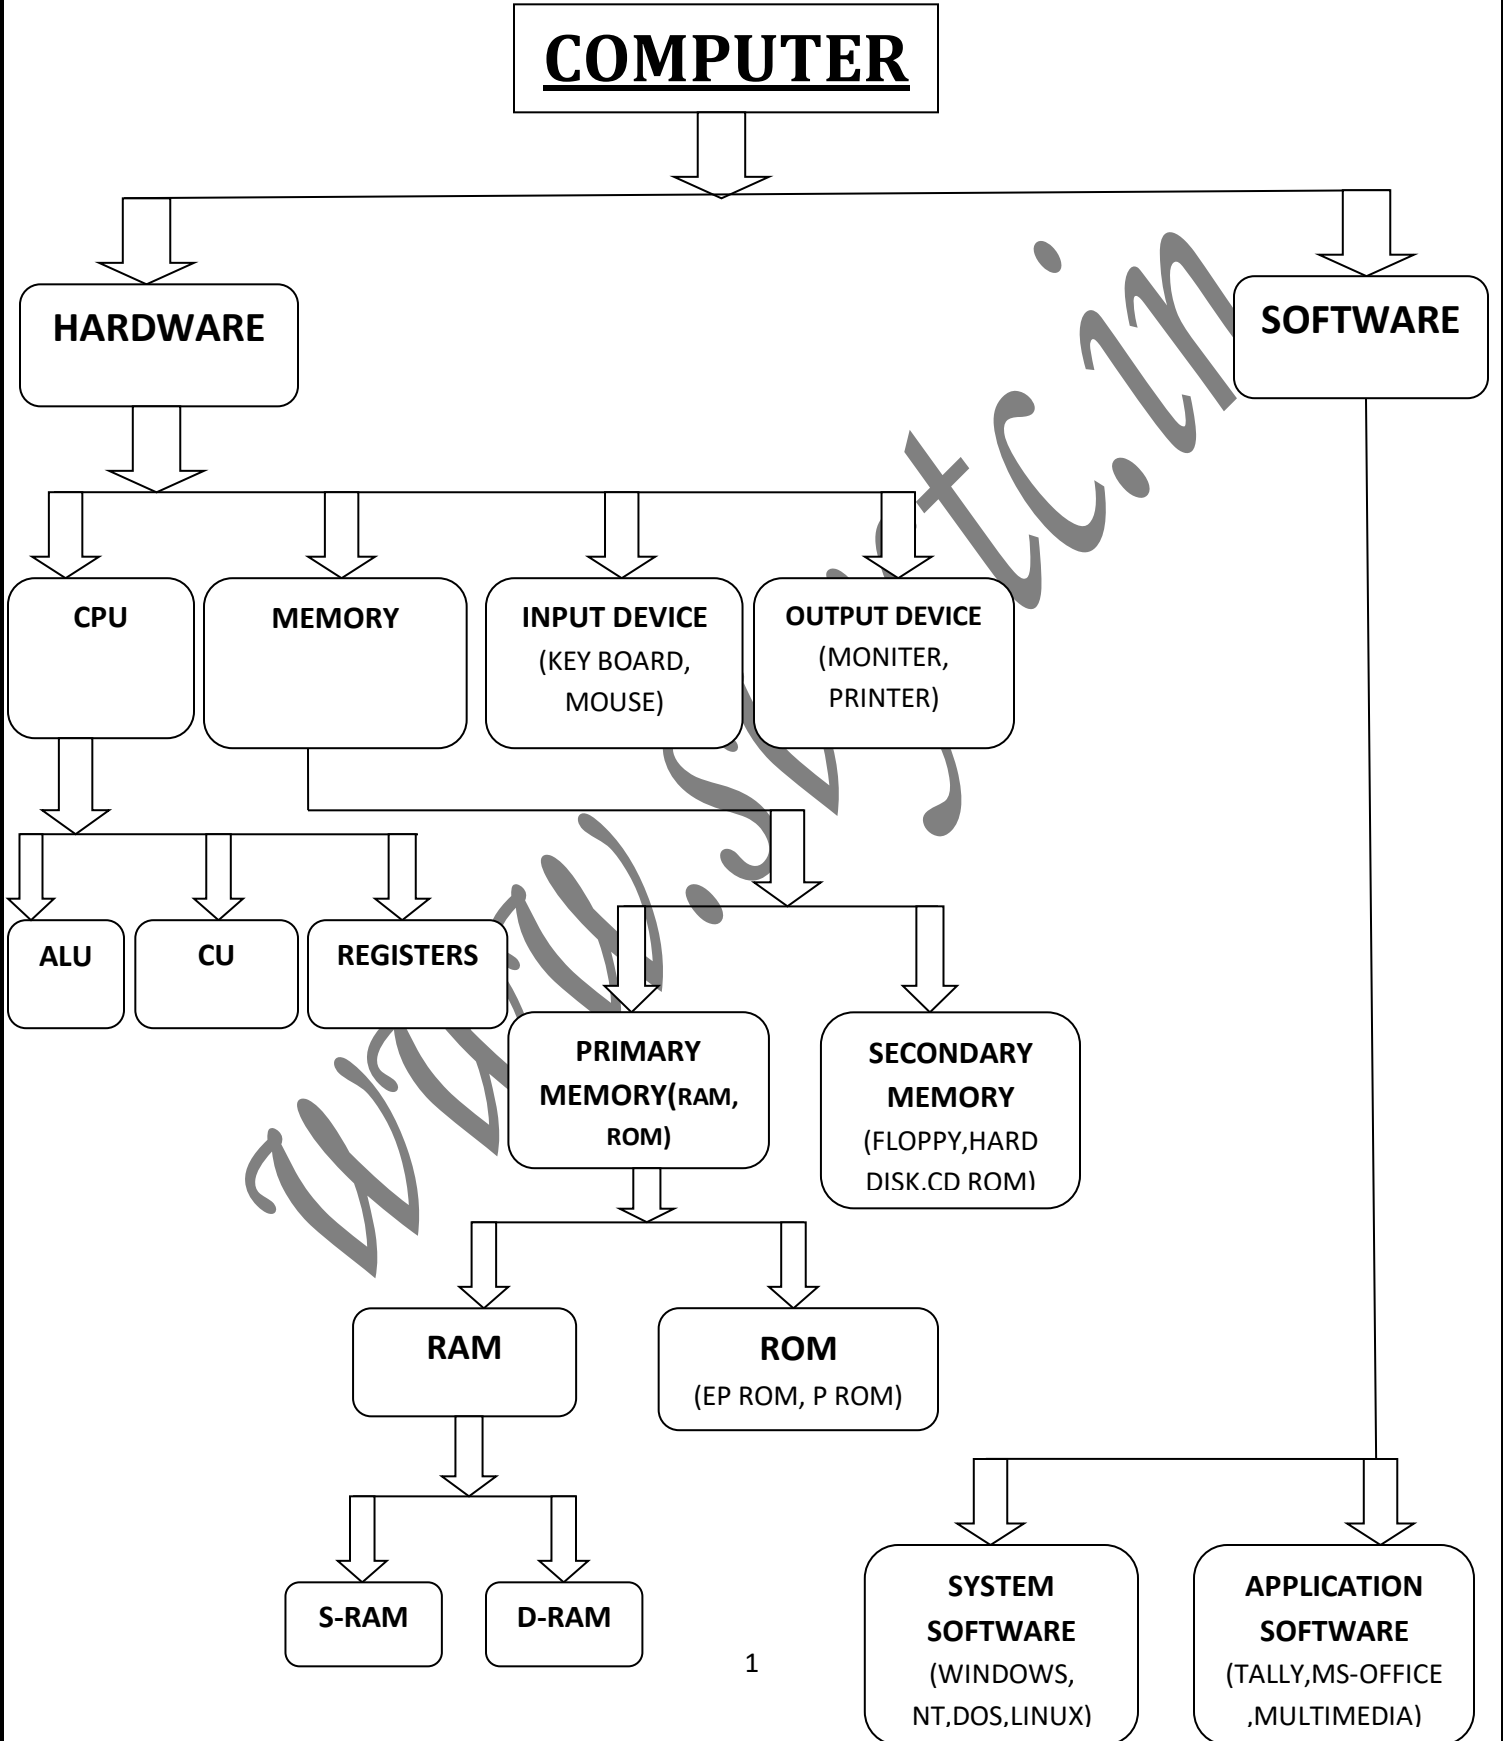 COMPUTER
HARDWARE
SOFTWARE
CPU
MEMORY
INPUT DEVICE
(KEY BOARD,
MOUSE)
OUTPUT DEVICE
(MONITER,
PRINTER)
ALU
CU
REGISTERS
PRIMARY
MEMORY(RAM,
ROM)
SECONDARY
MEMORY
(FLOPPY,HARD
DISK.CD ROM)
RAM
ROM
(EP ROM, P ROM)
S-RAM
D-RAM
SYSTEM
SOFTWARE
(WINDOWS,
NT,DOS,LINUX)
APPLICATION
SOFTWARE
(TALLY,MS-OFFICE
,MULTIMEDIA)
1